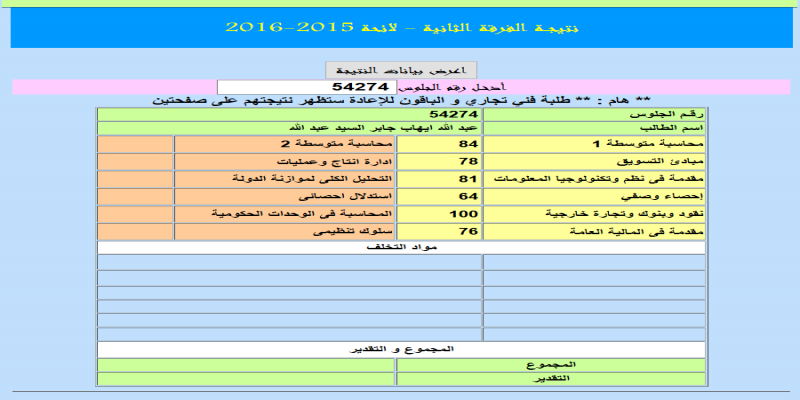 نتيجة الفرقة الثانية - لائحة 2015-2016
اعرض بيانات النتيجة
أدخل رقم الجلوس 54274
** هام : ** طلبة فني تجاري و الباقون للإعادة ستظهر نتيجتهم على صفحتين
رقم الجلوس 54274
اسم الطالب عبد الله ايهاب جابر السيد عبد الله
محاسبة متوسطة 1 84 محاسبة متوسطة 2
مبادئ التسويق 78 ادارة انتاج وعمليات
مقدمة فى نظم وتكنولوجيا المعلومات 81 التحليل الكلى لموازنة الدولة
إحصاء وصفي 64 استدلال احصائى
نقود وبنوك وتجارة خارجية 100 المحاسبة فى الوحدات الحكومية
مقدمة فى المالية العامة 76 سلوك تنظيمى
مواد التخلف
المجموع و التقدير
المجموع
التقدير